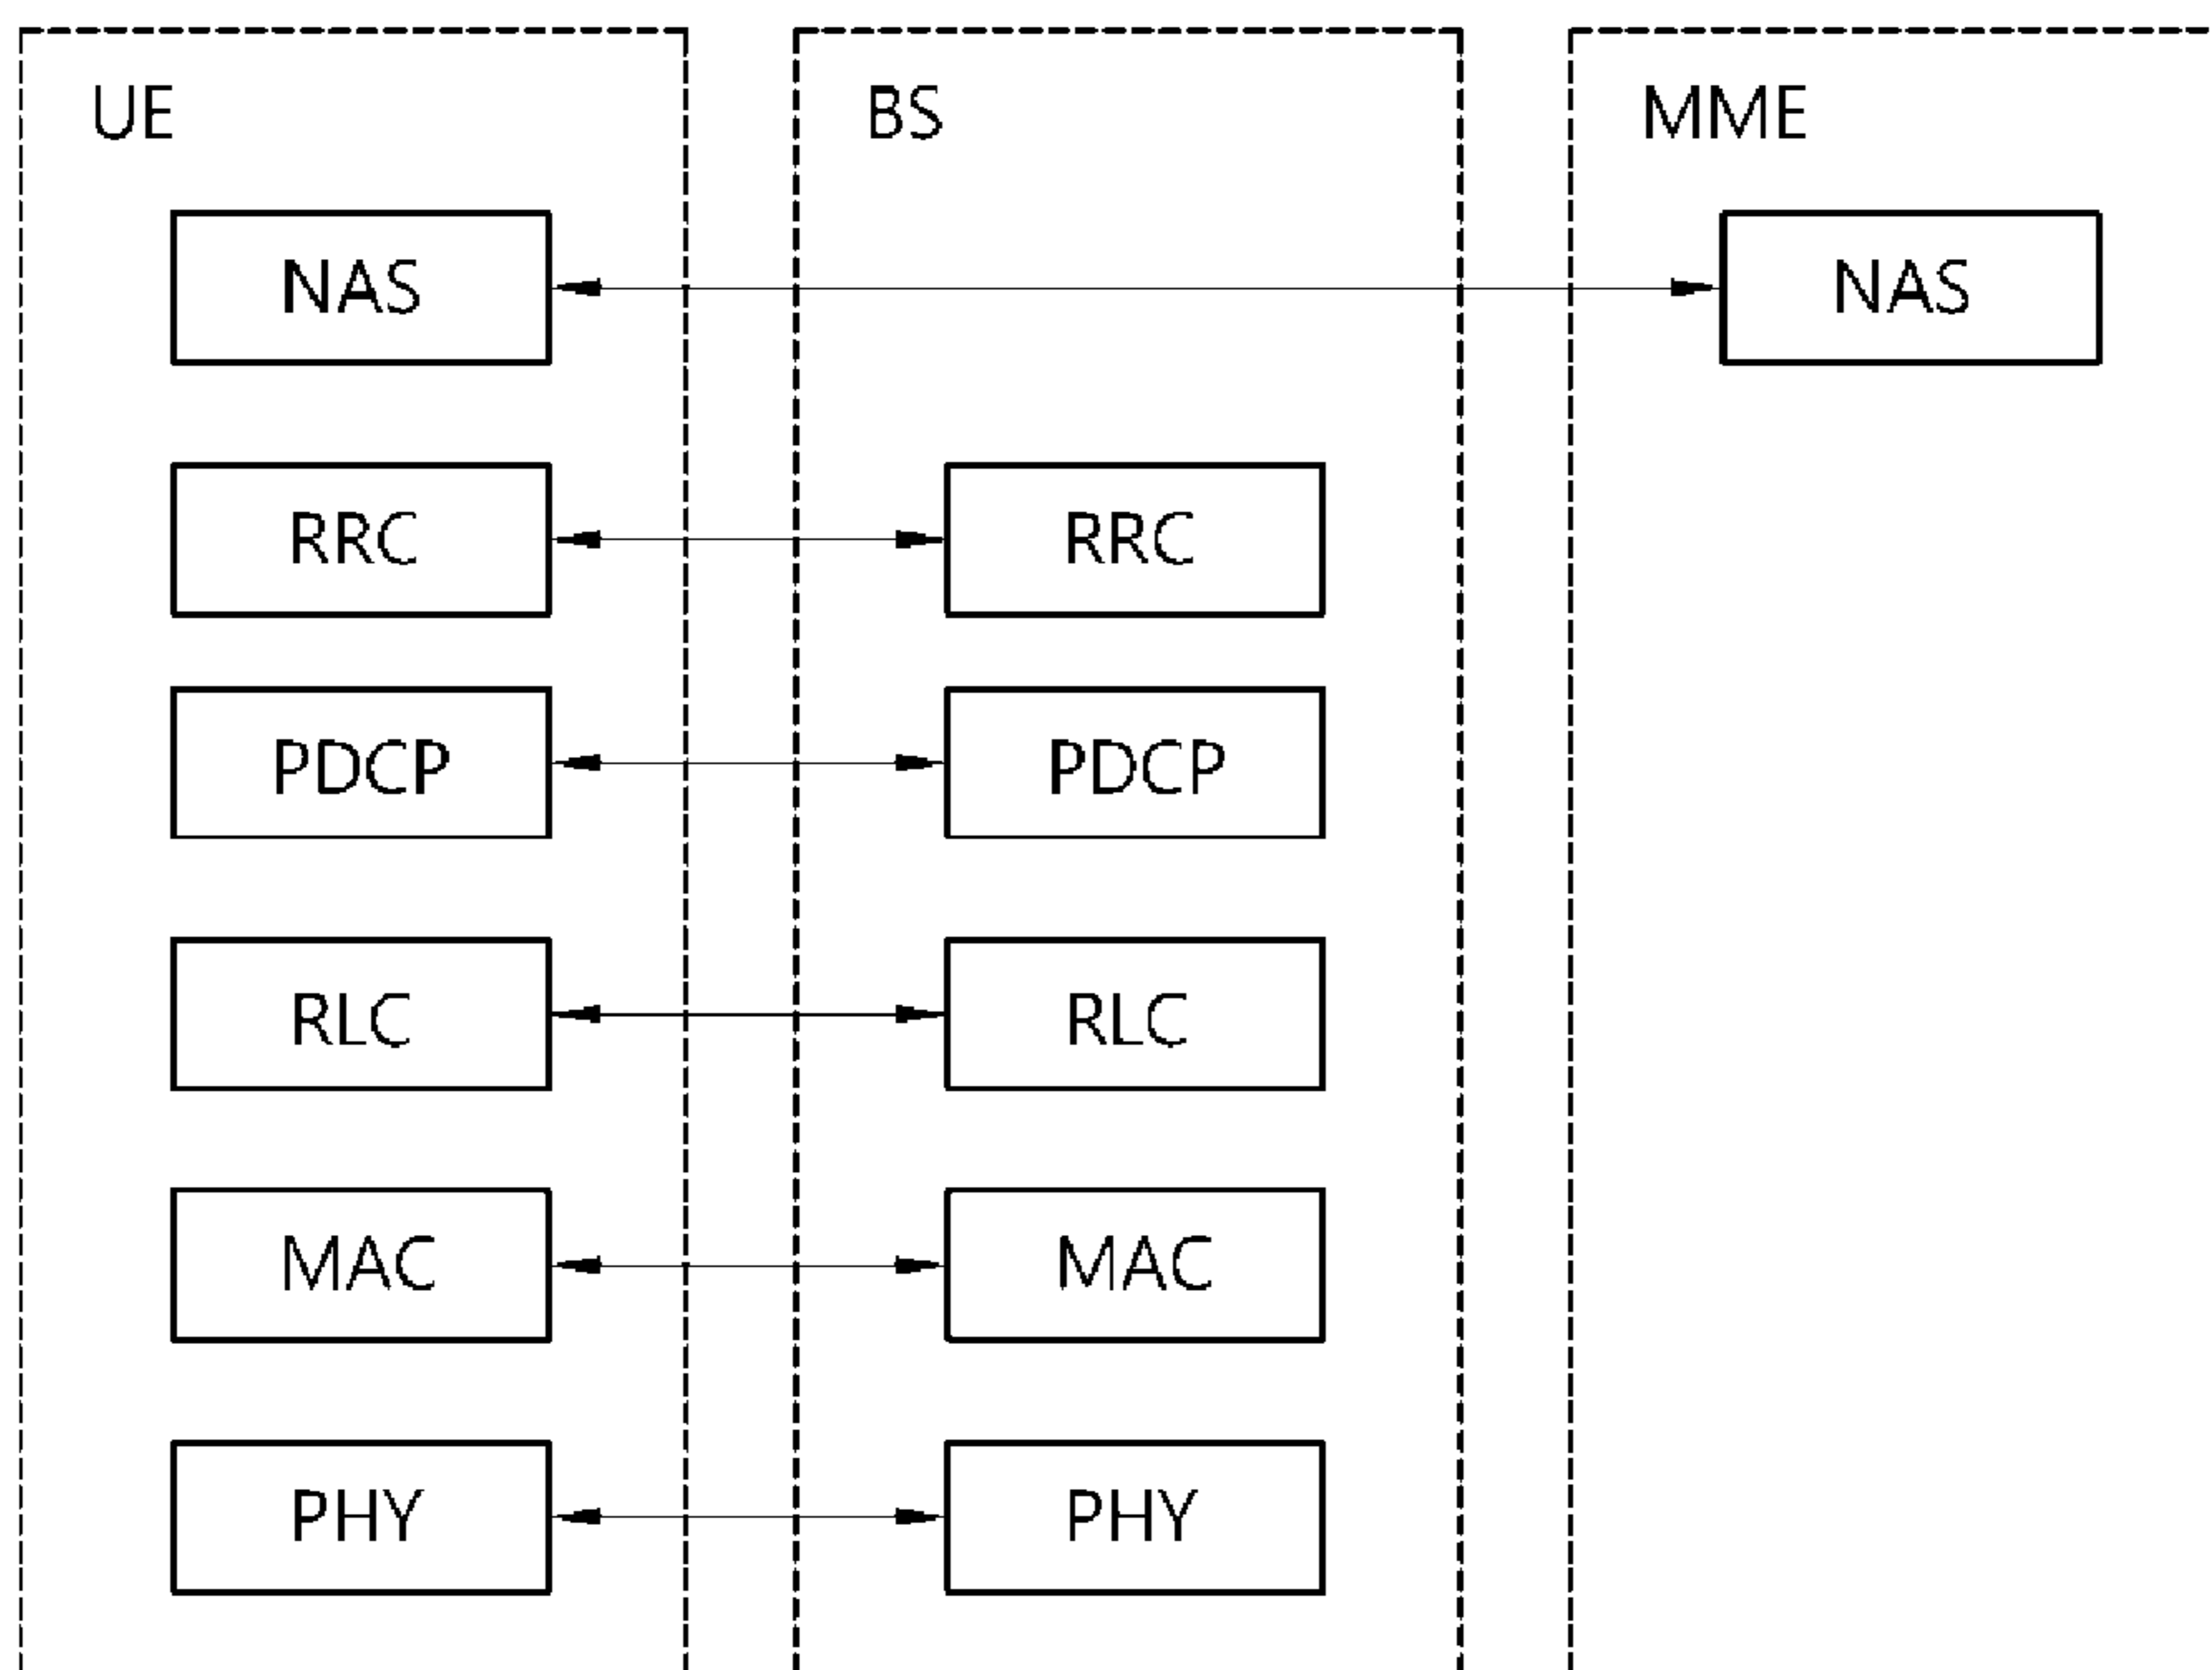 UE BS MME
NAS NAS
RRC RRC
PDCP PDCP
RLC RLC
MAC MAC
PHY PHY